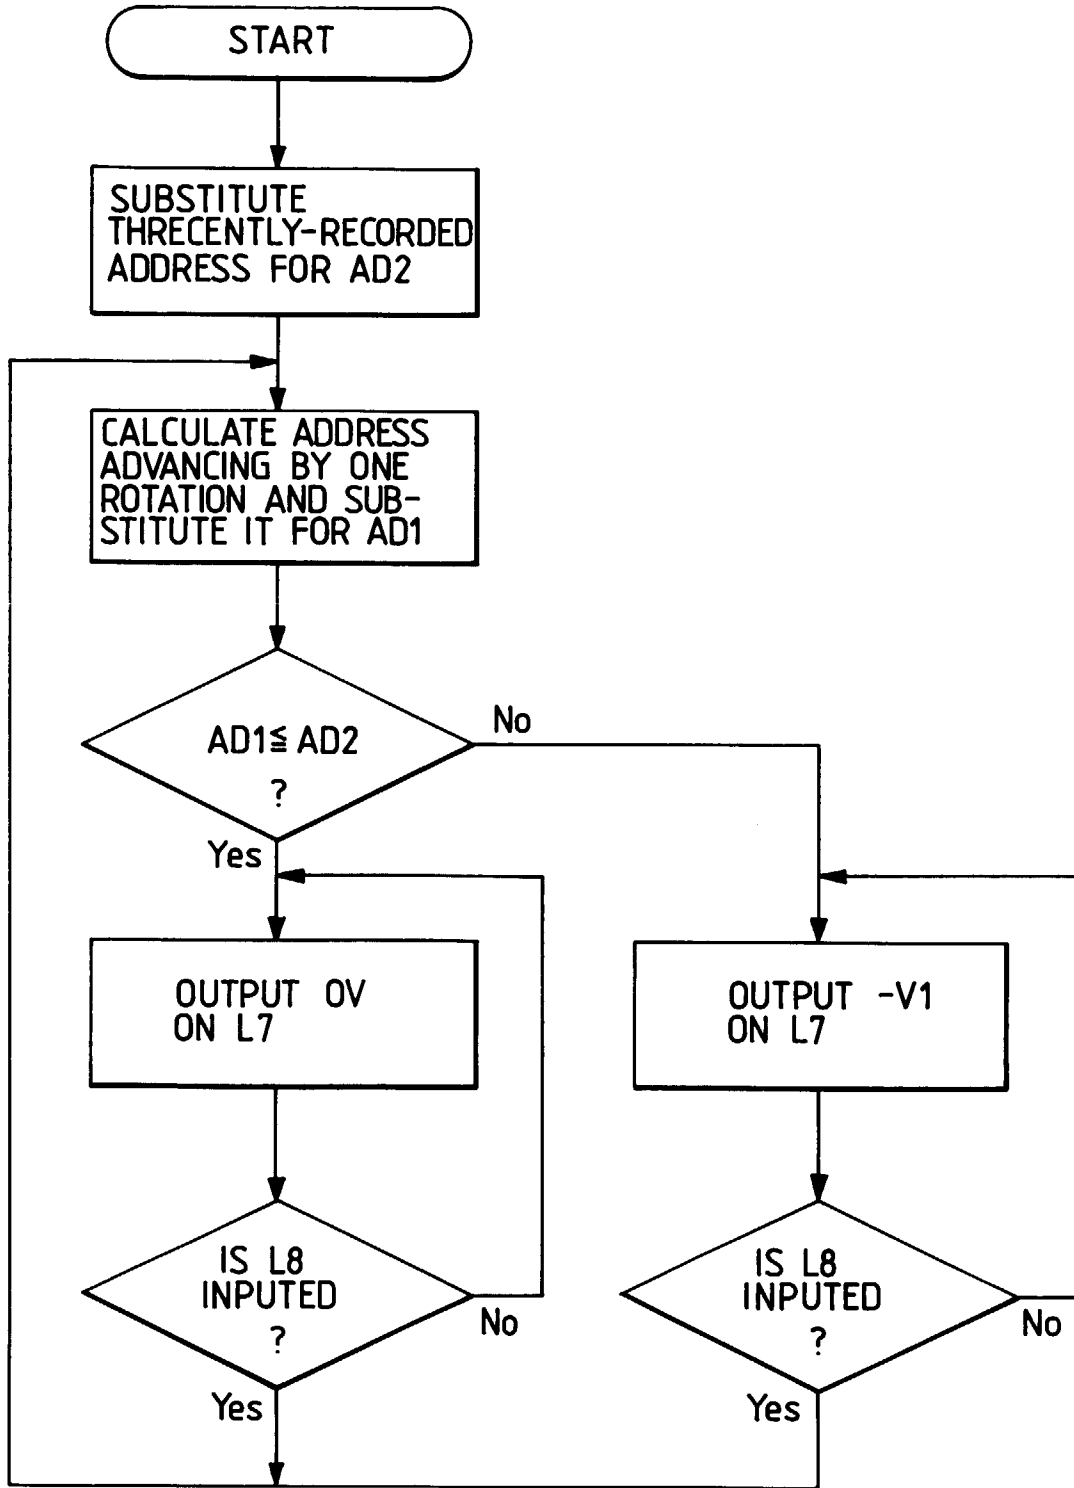 START
SUBSTITUTE
THRECENTLY-RECORDED
ADDRESS FOR AD2
CALCULATE ADDRESS
ADVANCING BY ONE
ROTATION AND SUB-
STITUTE IT FOR AD1
AD1≦AD2
?
No
Yes
OUTPUT 0V
ON L7
OUTPUT -V1
ON L7
IS L8
INPUTED
?
No
Yes
IS L8
INPUTED
?
No
Yes